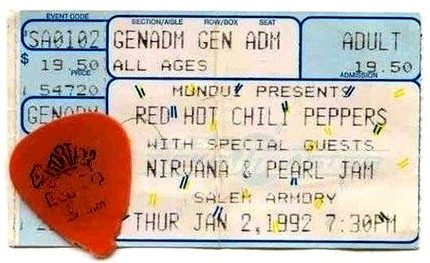 EVENT CODE SECTION/AISLE ROW/BOX SEAT
SA0102 GENADM GEN ADM ADULT
$ 19.50 ALL AGES 19.50
PRICE ADMISSION
54720 MUNDUS PRESENTS
GENADM RED HOT CHILI PEPPERS
WITH SPECIAL GUESTS
NIRVANA & PEARL JAM
SALEM ARMORY
THUR JAN 2,1992 7:30PM